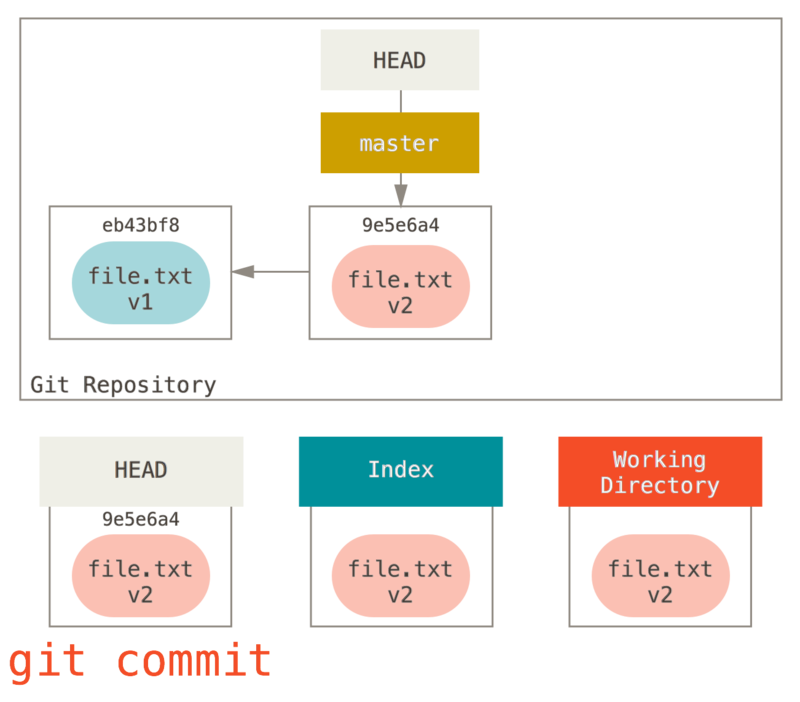 HEAD
master
eb43bf8
file.txt
v1
9e5e6a4
file.txt
v2
Git Repository
HEAD
9e5e6a4
file.txt
v2
Index
file.txt
v2
Working
Directory
file.txt
v2
git commit